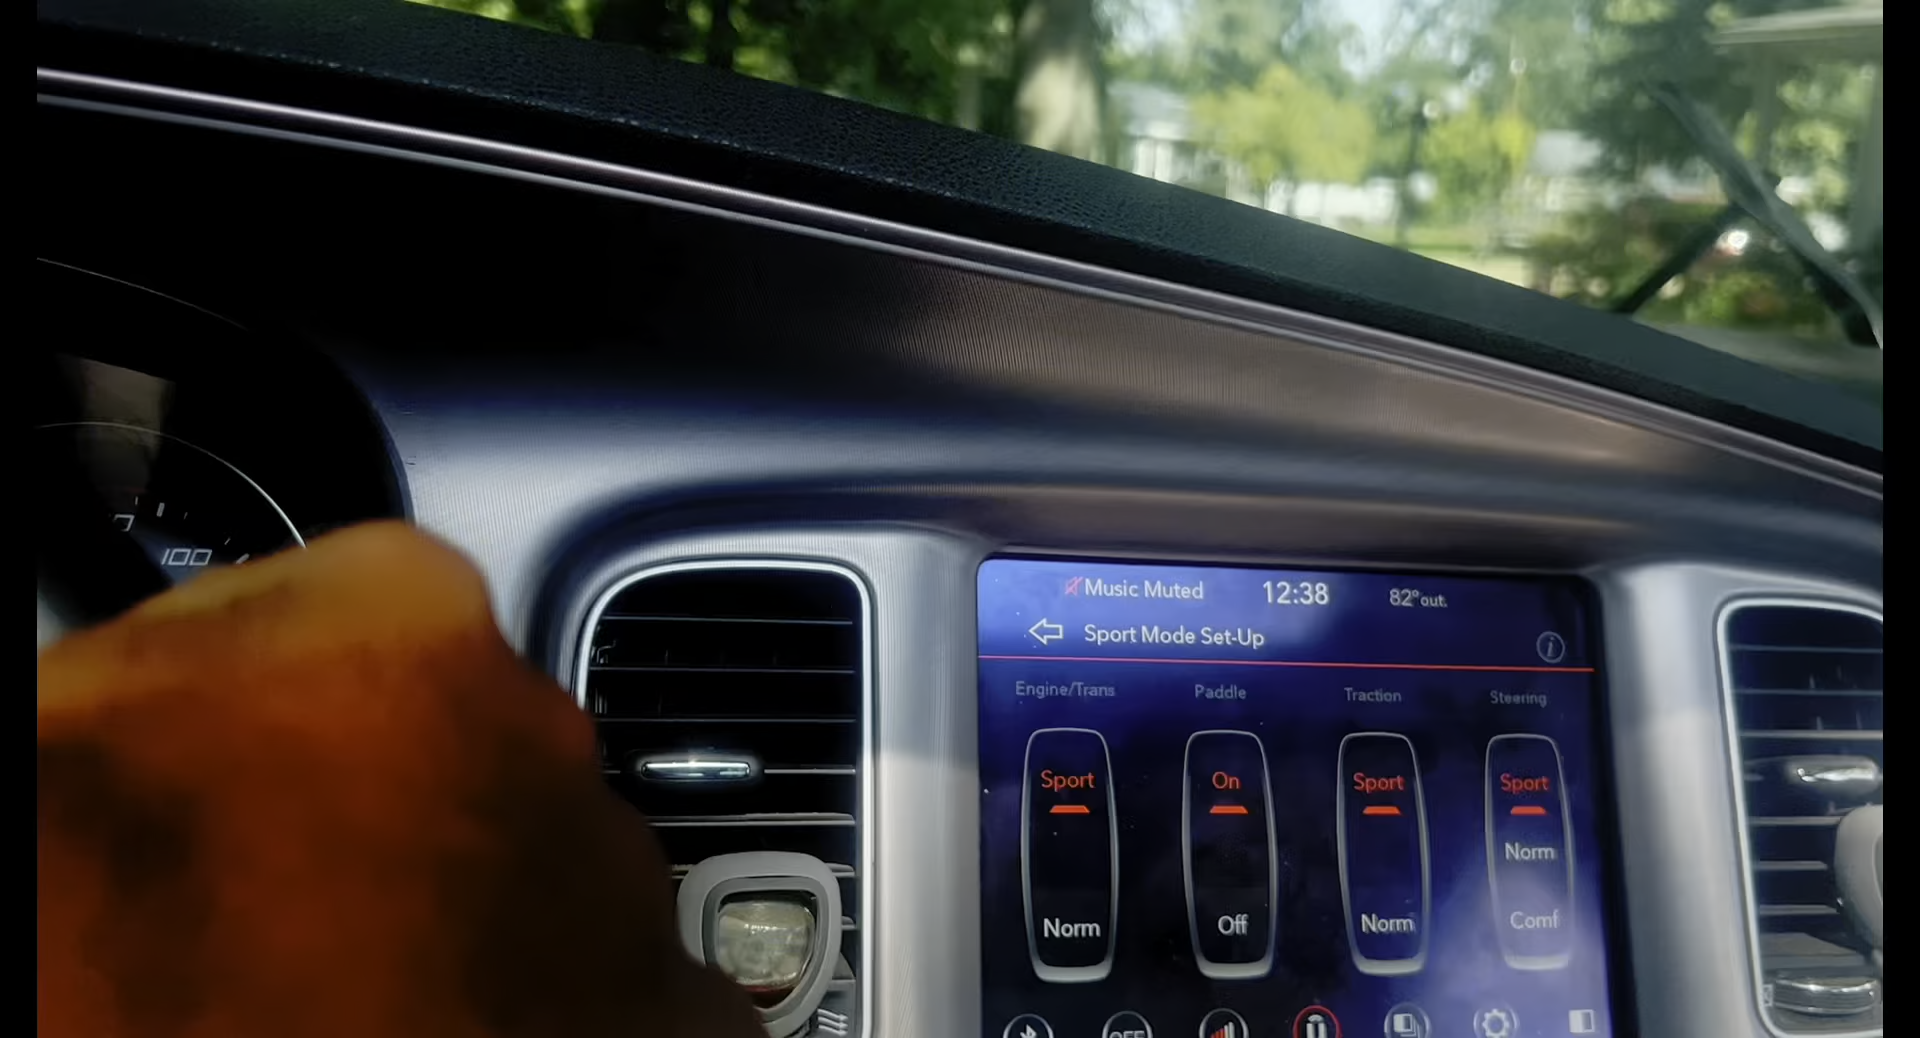 100
Music Muted 12:38 82° out.
Sport Mode Set-Up
Engine/Trans Paddle Traction Steering
Sport On Sport Sport
Norm
Norm Off Norm Comf
OFF